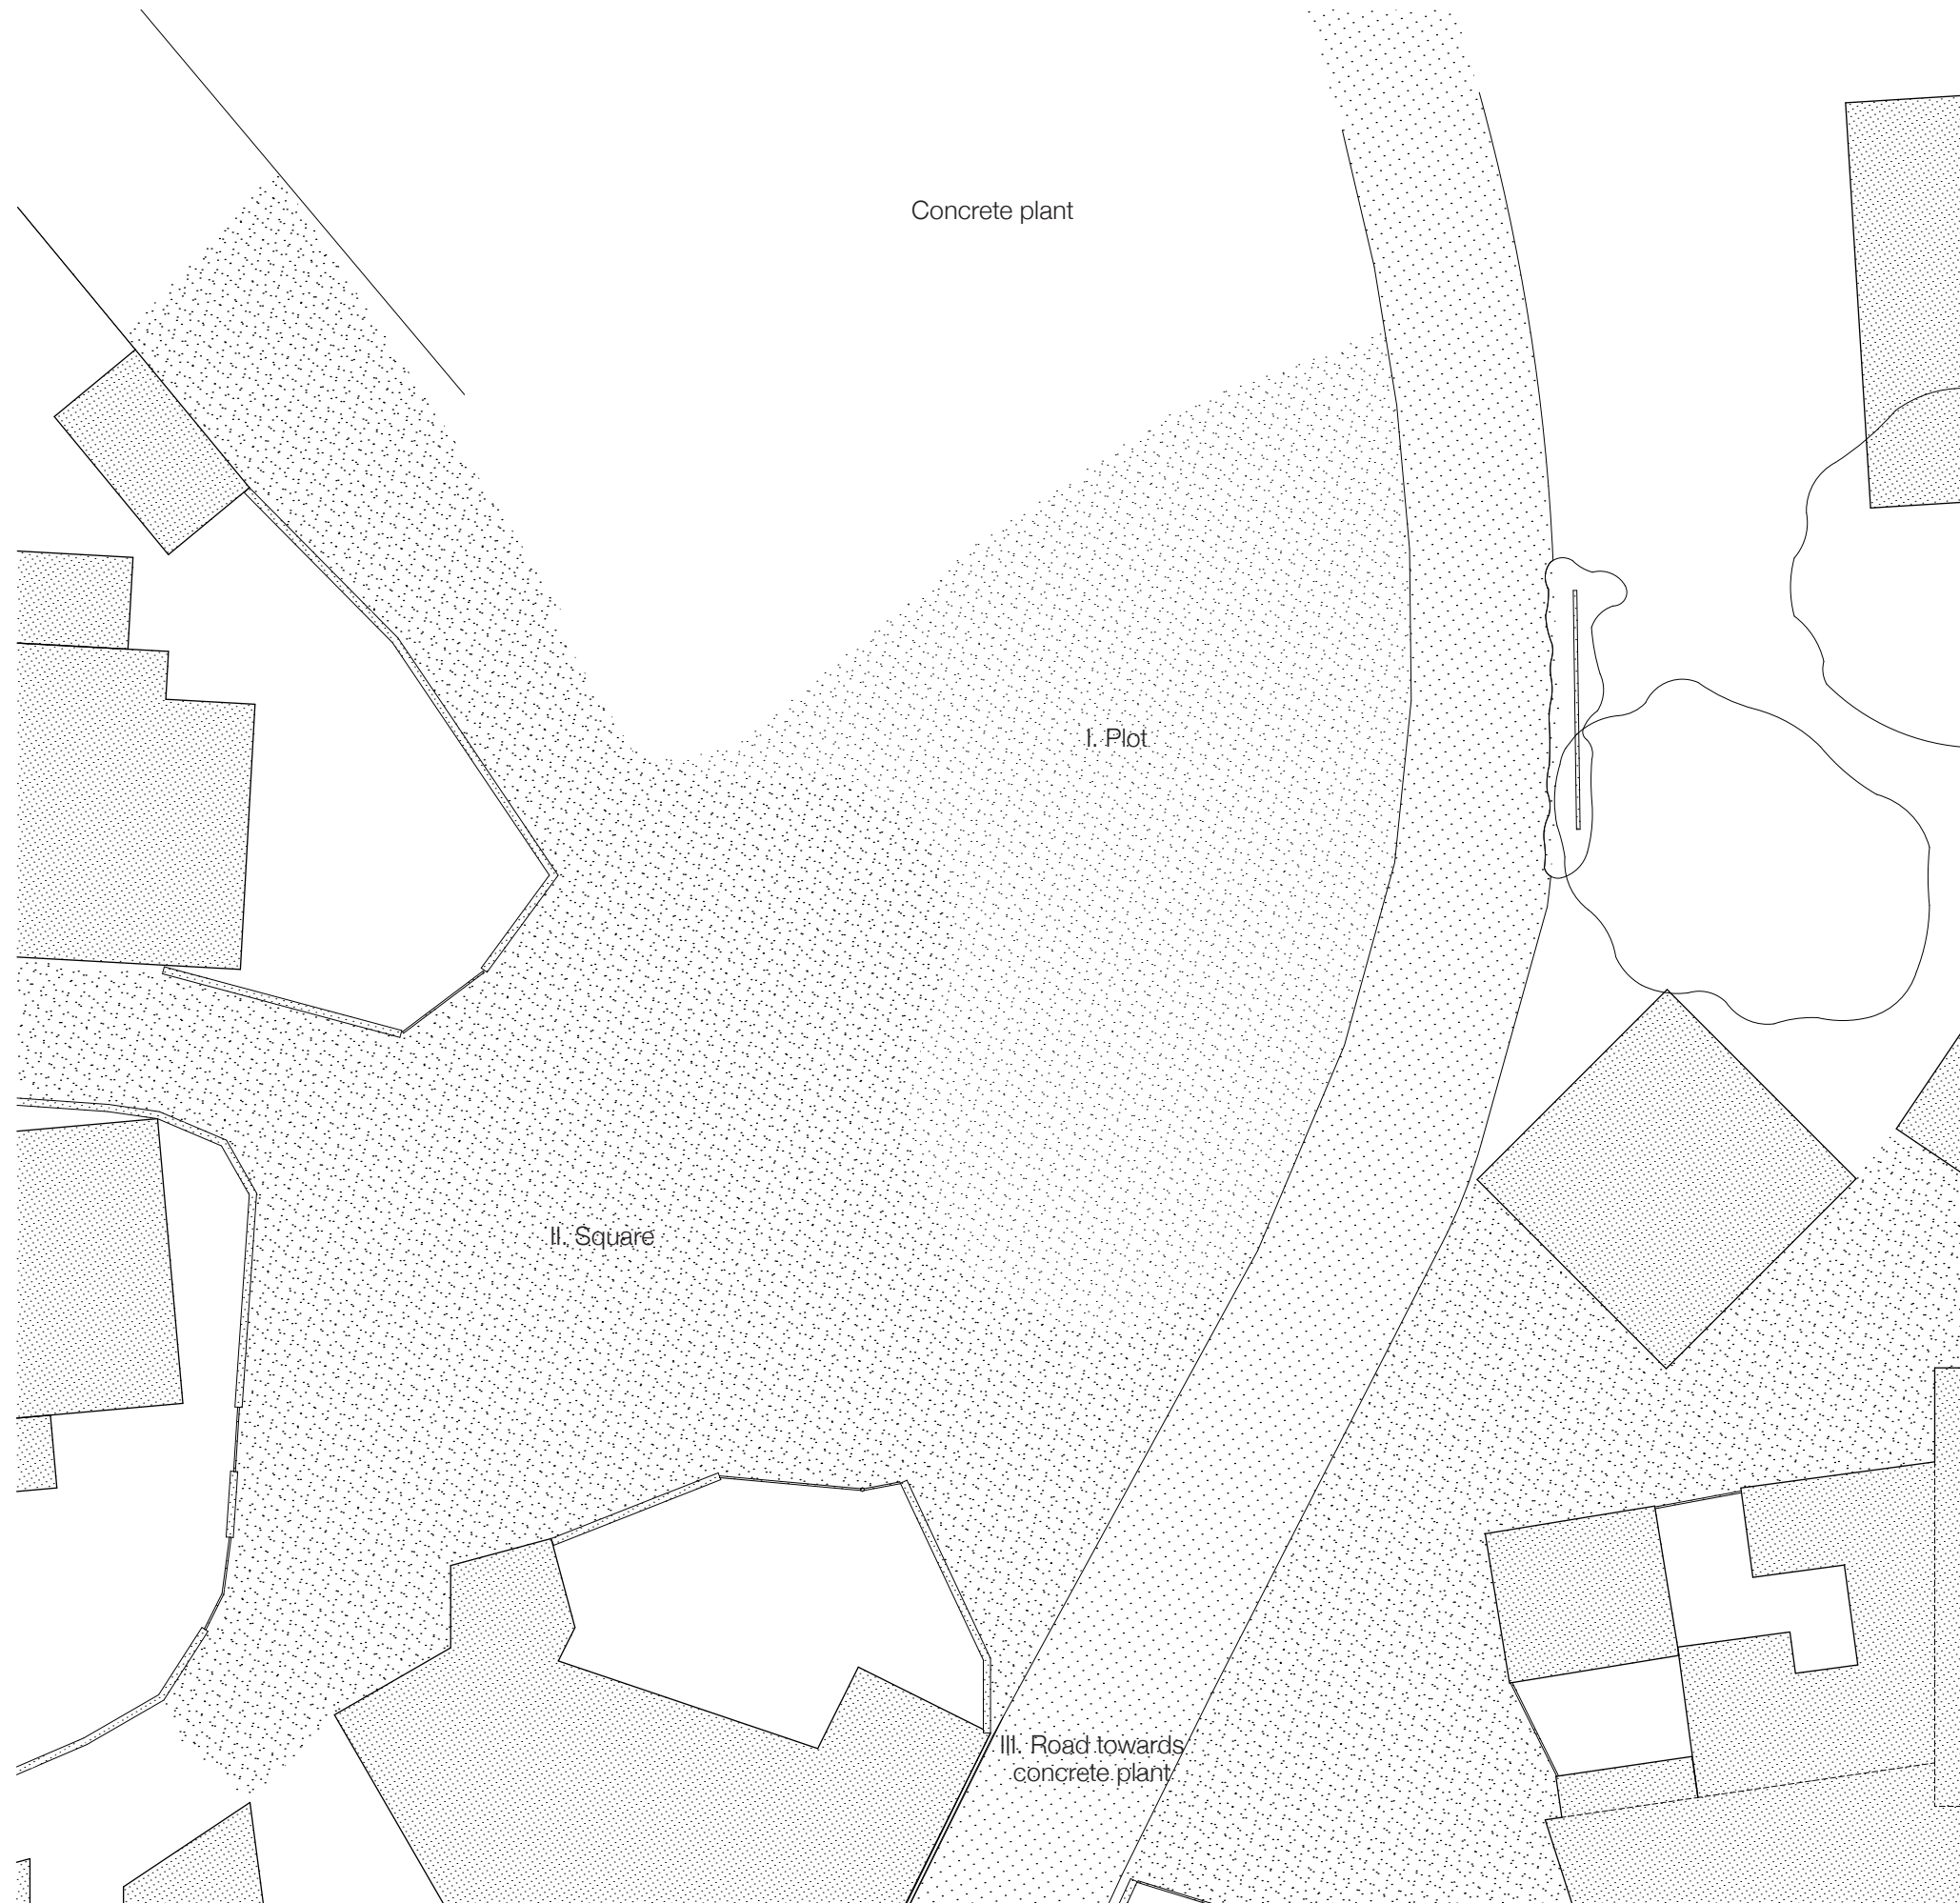 Concrete plant
I. Plot
II. Square
III. Road towards
concrete plant